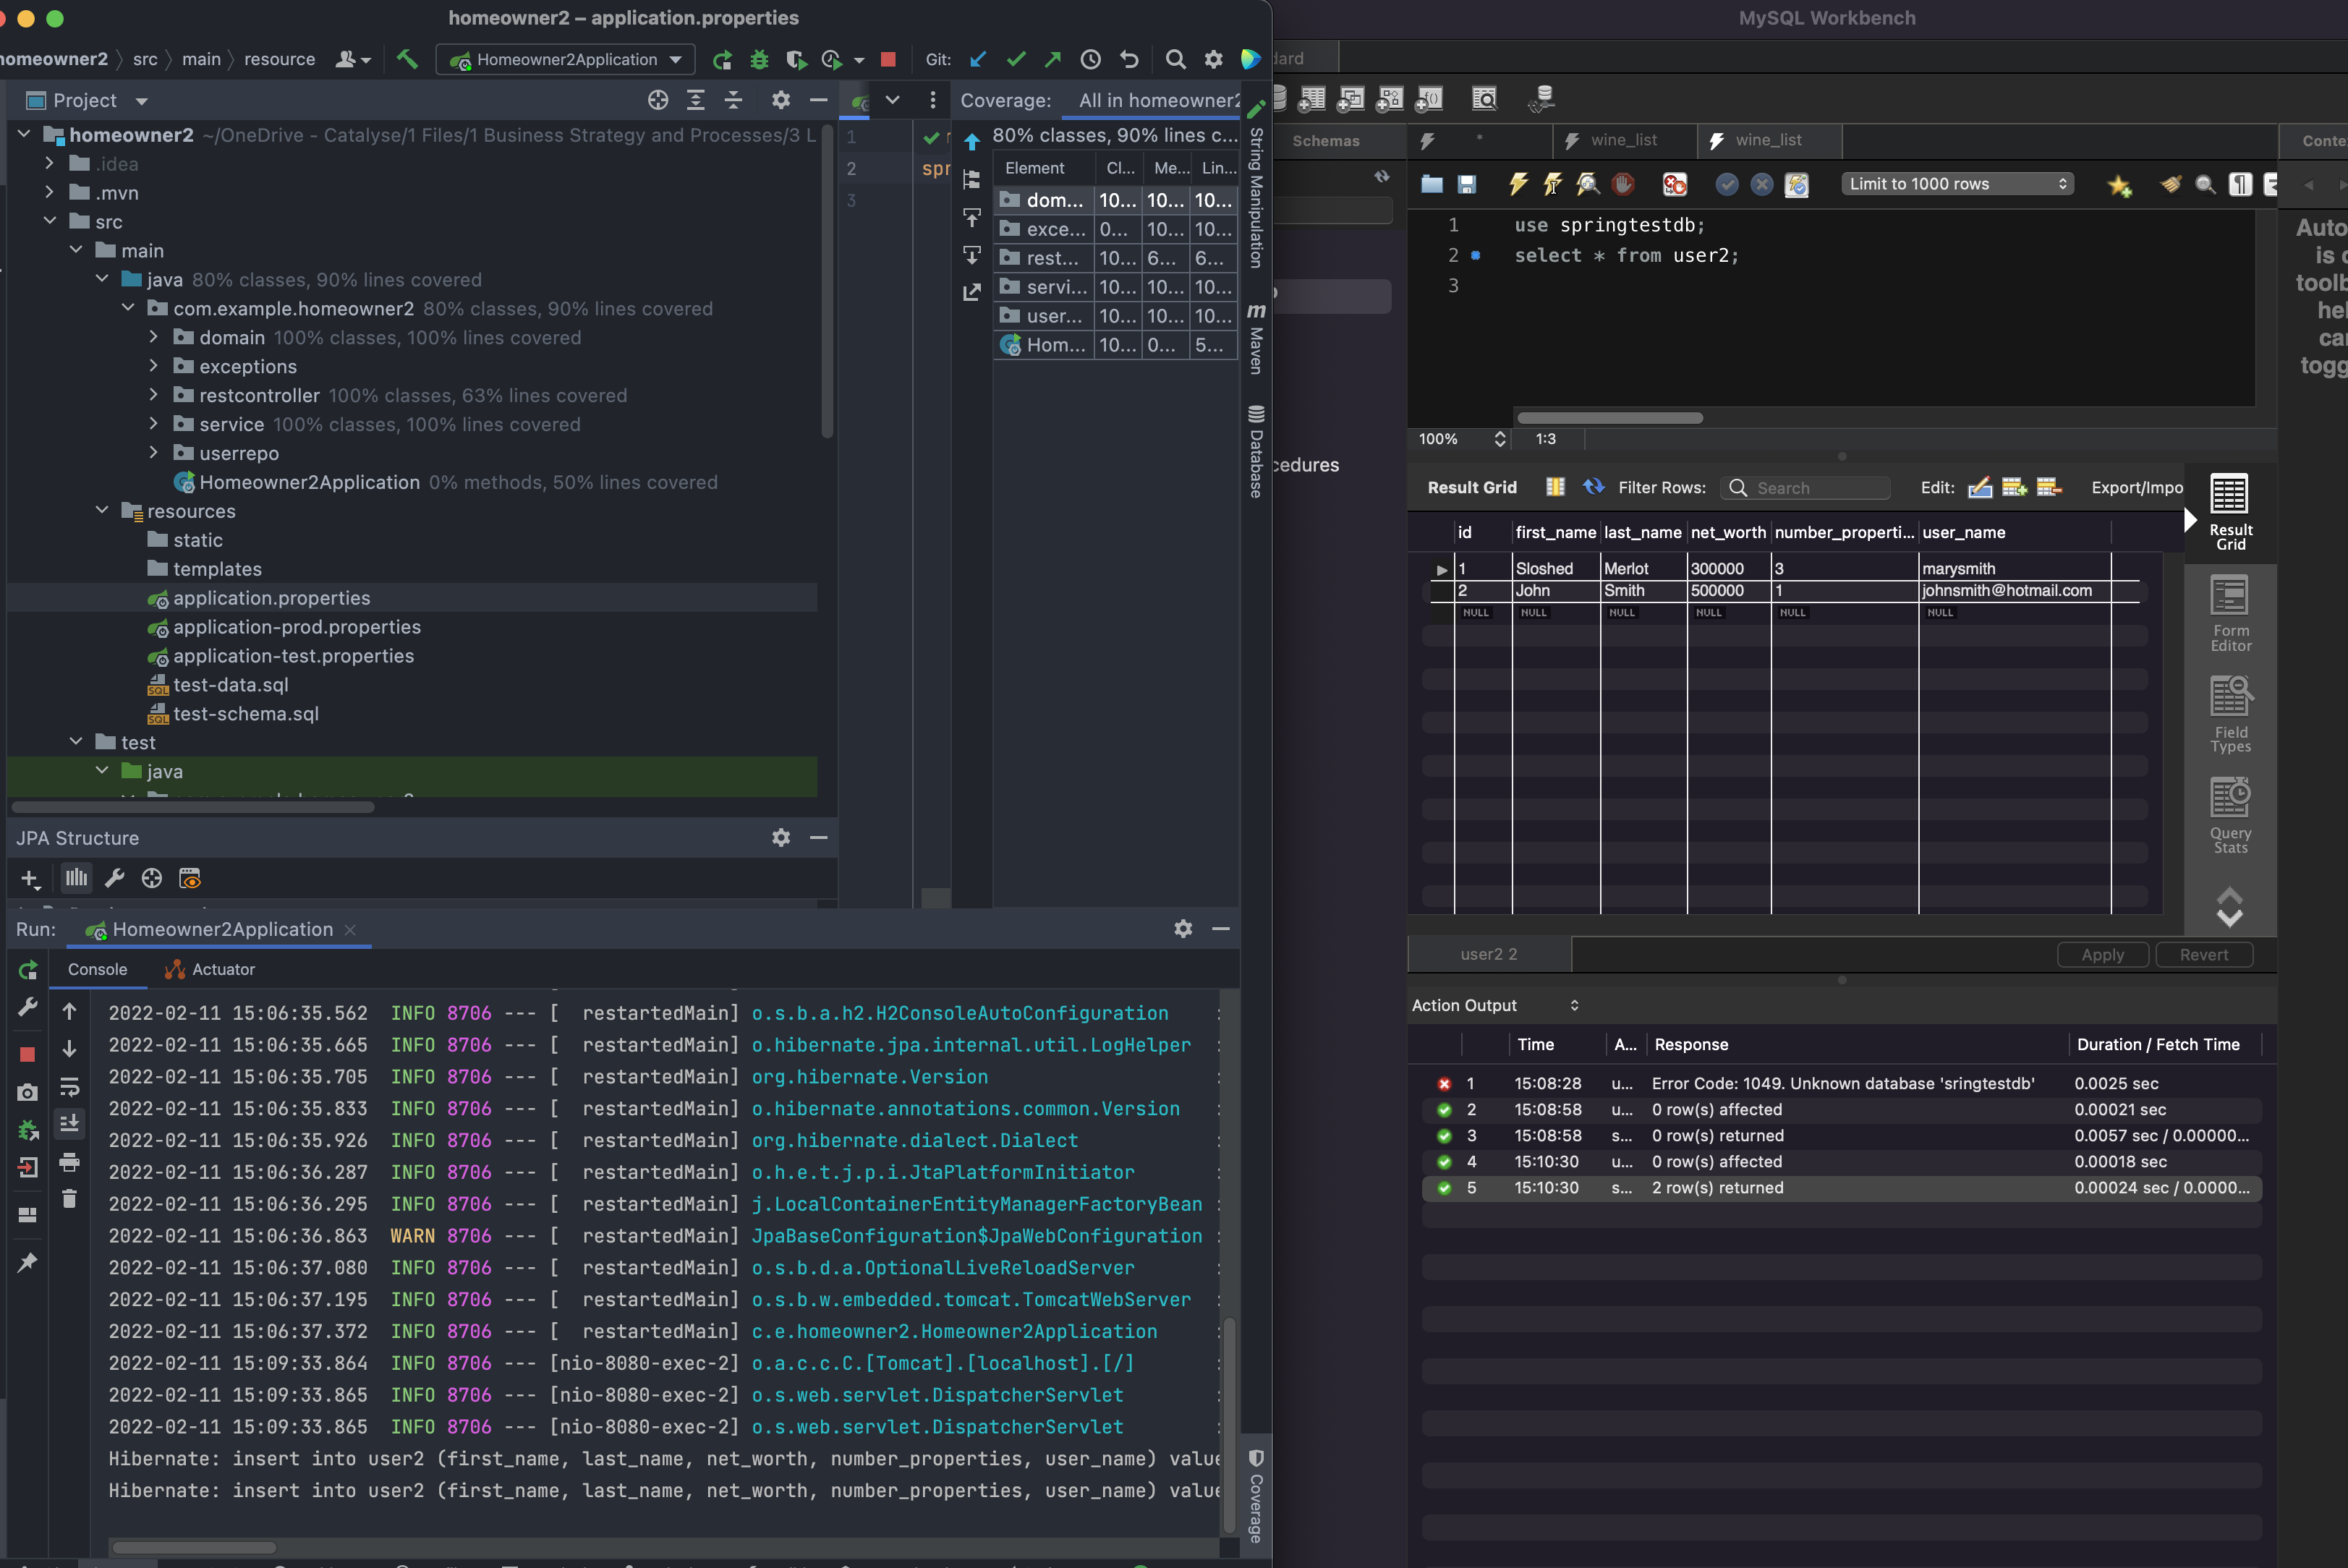 homeowner2 – application.properties
homeowner2 src main resource Homeowner2Application Git:
Project
homeowner2 ~/OneDrive - Catalyse/1 Files/1 Business Strategy and Processes/3 L
.idea
.mvn
src
main
java 80% classes, 90% lines covered
com.example.homeowner2 80% classes, 90% lines covered
domain 100% classes, 100% lines covered
exceptions
restcontroller 100% classes, 63% lines covered
service 100% classes, 100% lines covered
userrepo
Homeowner2Application 0% methods, 50% lines covered
resources
static
templates
application.properties
application-prod.properties
application-test.properties
test-data.sql
test-schema.sql
test
java
1
2 spr
3
Coverage: All in homeowner2
80% classes, 90% lines c...
Element Cl... Me... Lin...
dom... 10... 10... 10...
exce... 0... 10... 10...
rest... 10... 6... 6...
servi... 10... 10... 10...
user... 10... 10... 10...
Hom... 10... 0... 5...
String Manipulation
Maven
Database
Coverage
JPA Structure
Run: Homeowner2Application
Console Actuator
2022-02-11 15:06:35.562 INFO 8706 --- [ restartedMain] o.s.b.a.h2.H2ConsoleAutoConfiguration :
2022-02-11 15:06:35.665 INFO 8706 --- [ restartedMain] o.hibernate.jpa.internal.util.LogHelper :
2022-02-11 15:06:35.705 INFO 8706 --- [ restartedMain] org.hibernate.Version :
2022-02-11 15:06:35.833 INFO 8706 --- [ restartedMain] o.hibernate.annotations.common.Version :
2022-02-11 15:06:35.926 INFO 8706 --- [ restartedMain] org.hibernate.dialect.Dialect :
2022-02-11 15:06:36.287 INFO 8706 --- [ restartedMain] o.h.e.t.j.p.i.JtaPlatformInitiator :
2022-02-11 15:06:36.295 INFO 8706 --- [ restartedMain] j.LocalContainerEntityManagerFactoryBean :
2022-02-11 15:06:36.863 WARN 8706 --- [ restartedMain] JpaBaseConfiguration$JpaWebConfiguration :
2022-02-11 15:06:37.080 INFO 8706 --- [ restartedMain] o.s.b.d.a.OptionalLiveReloadServer :
2022-02-11 15:06:37.195 INFO 8706 --- [ restartedMain] o.s.b.w.embedded.tomcat.TomcatWebServer :
2022-02-11 15:06:37.372 INFO 8706 --- [ restartedMain] c.e.homeowner2.Homeowner2Application :
2022-02-11 15:09:33.864 INFO 8706 --- [nio-8080-exec-2] o.a.c.c.C.[Tomcat].[localhost].[/] :
2022-02-11 15:09:33.865 INFO 8706 --- [nio-8080-exec-2] o.s.web.servlet.DispatcherServlet :
2022-02-11 15:09:33.865 INFO 8706 --- [nio-8080-exec-2] o.s.web.servlet.DispatcherServlet :
Hibernate: insert into user2 (first_name, last_name, net_worth, number_properties, user_name) value
Hibernate: insert into user2 (first_name, last_name, net_worth, number_properties, user_name) value
MySQL Workbench
dard
Schemas * wine_list wine_list Conte
Limit to 1000 rows
1 use springtestdb;
2 select * from user2;
3
cedures
Auto
is
toolb
hel
ca
togg
100% 1:3
Result Grid Filter Rows: Search Edit: Export/Impo
id first_name last_name net_worth number_properti... user_name
1 Sloshed Merlot 300000 3 marysmith
2 John Smith 500000 1 johnsmith@hotmail.com
NULL NULL NULL NULL NULL NULL
Result
Grid
Form
Editor
Field
Types
Query
Stats
user2 2 Apply Revert
Action Output
Time A... Response Duration / Fetch Time
1 15:08:28 u... Error Code: 1049. Unknown database 'sringtestdb' 0.0025 sec
2 15:08:58 u... 0 row(s) affected 0.00021 sec
3 15:08:58 s... 0 row(s) returned 0.0057 sec / 0.00000...
4 15:10:30 u... 0 row(s) affected 0.00018 sec
5 15:10:30 s... 2 row(s) returned 0.00024 sec / 0.0000...